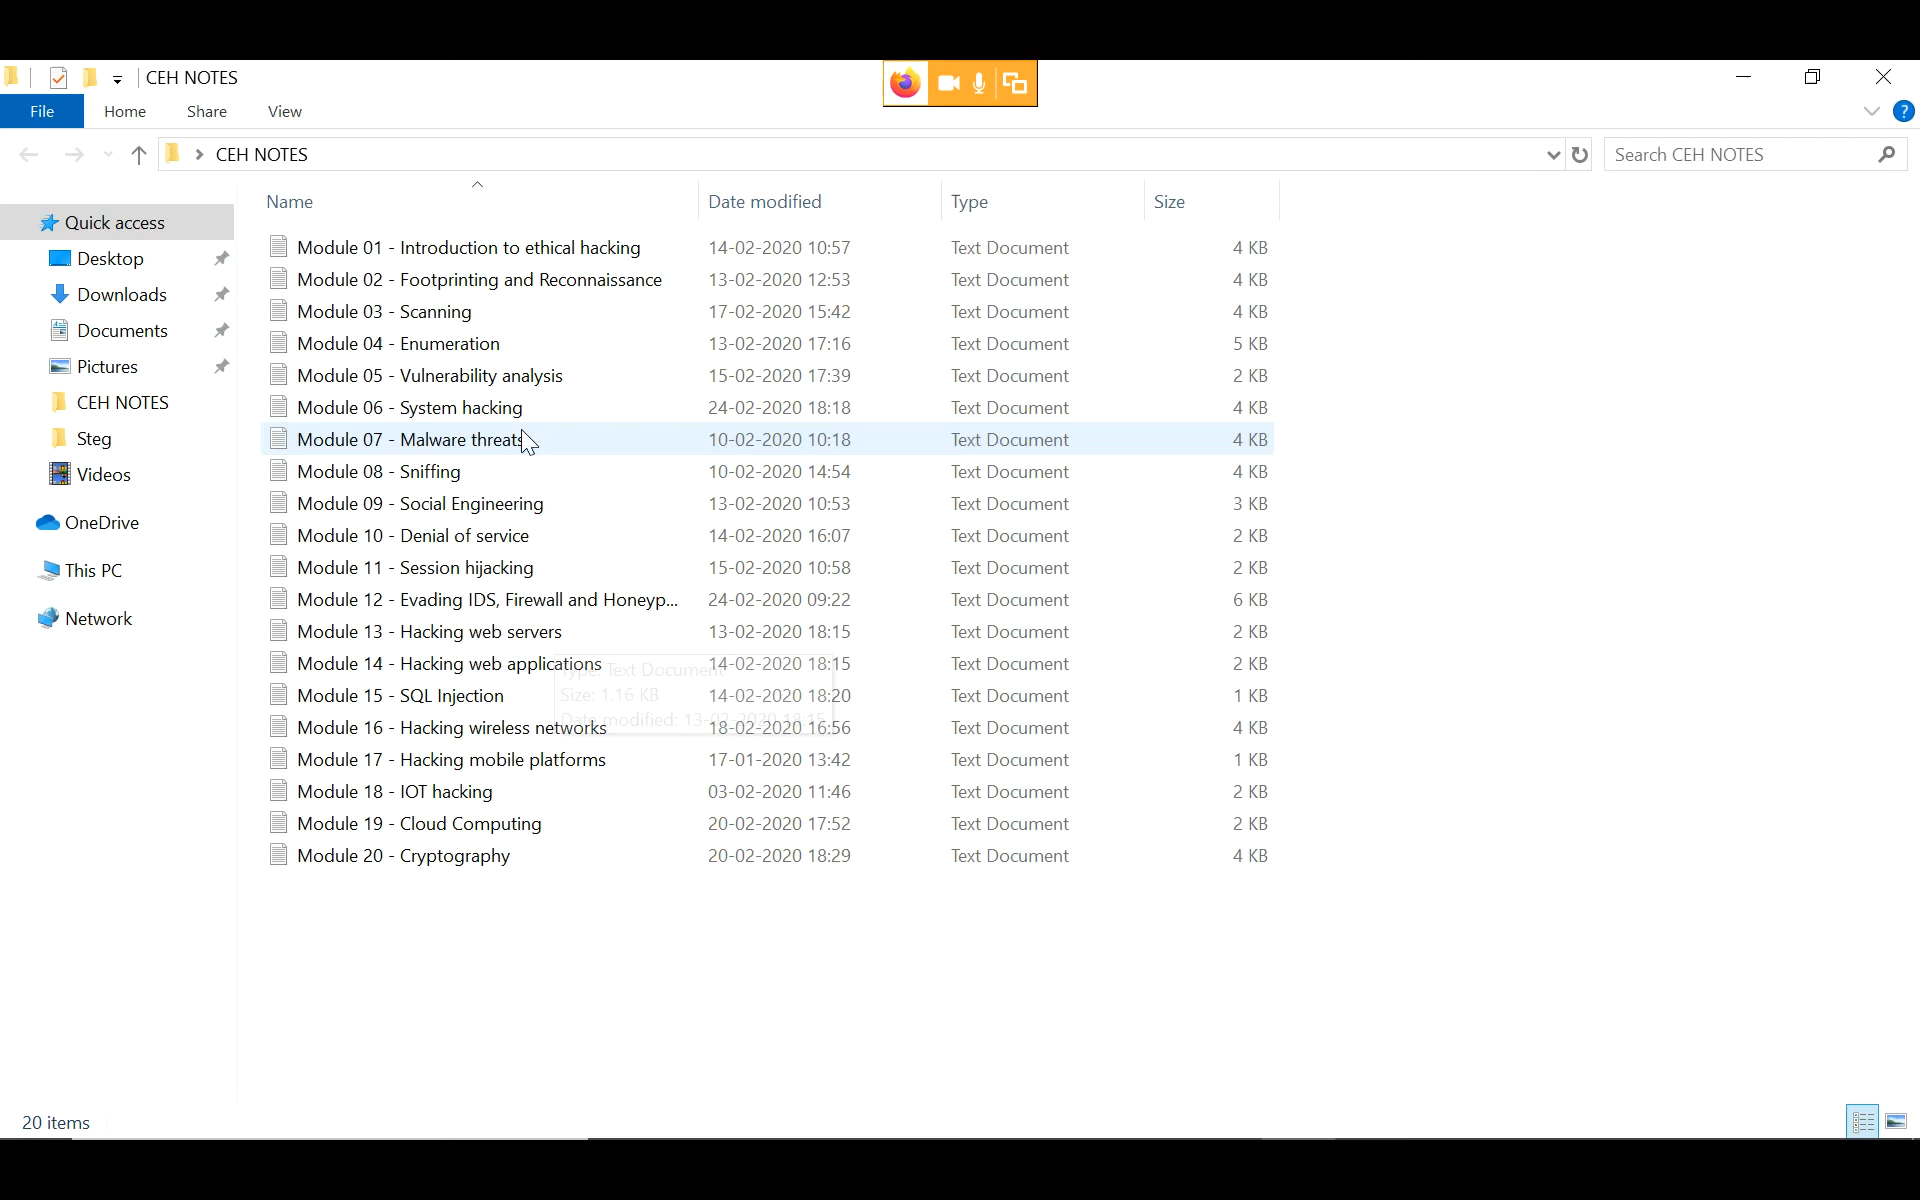 CEH NOTES
File Home Share View
CEH NOTES
Search CEH NOTES
Name Date modified Type Size
Quick access
Desktop
Downloads
Documents
Pictures
CEH NOTES
Steg
Videos
OneDrive
This PC
Network
Module 01 - Introduction to ethical hacking 14-02-2020 10:57 Text Document 4 KB
Module 02 - Footprinting and Reconnaissance 13-02-2020 12:53 Text Document 4 KB
Module 03 - Scanning 17-02-2020 15:42 Text Document 4 KB
Module 04 - Enumeration 13-02-2020 17:16 Text Document 5 KB
Module 05 - Vulnerability analysis 15-02-2020 17:39 Text Document 2 KB
Module 06 - System hacking 24-02-2020 18:18 Text Document 4 KB
Module 07 - Malware threats 10-02-2020 10:18 Text Document 4 KB
Module 08 - Sniffing 10-02-2020 14:54 Text Document 4 KB
Module 09 - Social Engineering 13-02-2020 10:53 Text Document 3 KB
Module 10 - Denial of service 14-02-2020 16:07 Text Document 2 KB
Module 11 - Session hijacking 15-02-2020 10:58 Text Document 2 KB
Module 12 - Evading IDS, Firewall and Honeyp... 24-02-2020 09:22 Text Document 6 KB
Module 13 - Hacking web servers 13-02-2020 18:15 Text Document 2 KB
Module 14 - Hacking web applications 14-02-2020 18:15 Text Document 2 KB
Module 15 - SQL Injection 14-02-2020 18:20 Text Document 1 KB
Module 16 - Hacking wireless networks 18-02-2020 16:56 Text Document 4 KB
Module 17 - Hacking mobile platforms 17-01-2020 13:42 Text Document 1 KB
Module 18 - IOT hacking 03-02-2020 11:46 Text Document 2 KB
Module 19 - Cloud Computing 20-02-2020 17:52 Text Document 2 KB
Module 20 - Cryptography 20-02-2020 18:29 Text Document 4 KB
Type: Text Document
Size: 1.16 KB
Date modified: 13-02-2020 18:15
20 items